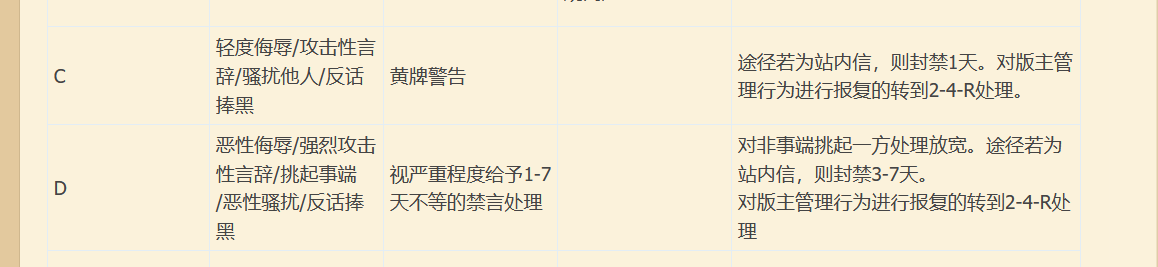 C
轻度侮辱/攻击性言
辞/骚扰他人/反话
捧黑
黄牌警告
途径若为站内信，则封禁1天。对版主管
理行为进行报复的转到2-4-R处理。
D
恶性侮辱/强烈攻击
性言辞/挑起事端
/恶性骚扰/反话捧
黑
视严重程度给予1-7
天不等的禁言处理
对非事端挑起一方处理放宽。途径若为
站内信，则封禁3-7天。
对版主管理行为进行报复的转到2-4-R处
理